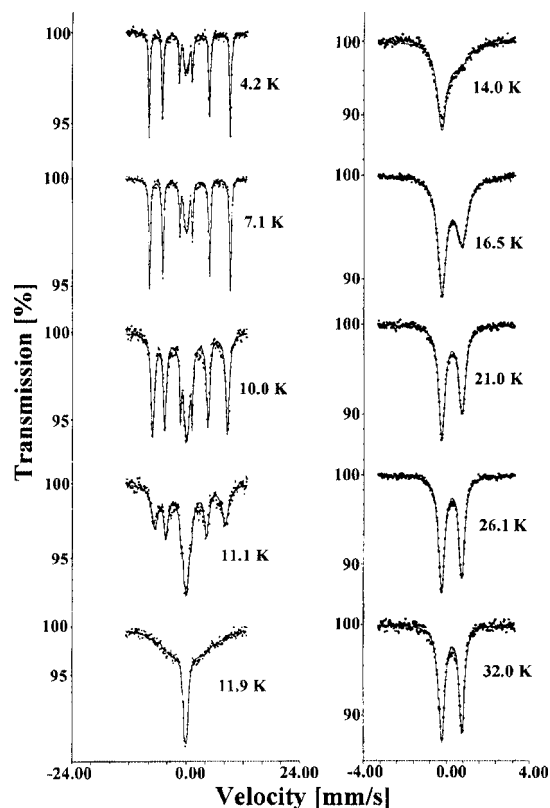 100
95
4.2 K
100
95
7.1 K
100
95
10.0 K
100
95
11.1 K
100
95
11.9 K
-24.00
0.00
24.00
100
90
14.0 K
100
90
16.5 K
100
90
21.0 K
100
90
26.1 K
100
90
32.0 K
-4.00
0.00
4.00
Transmission [%]
Velocity [mm/s]